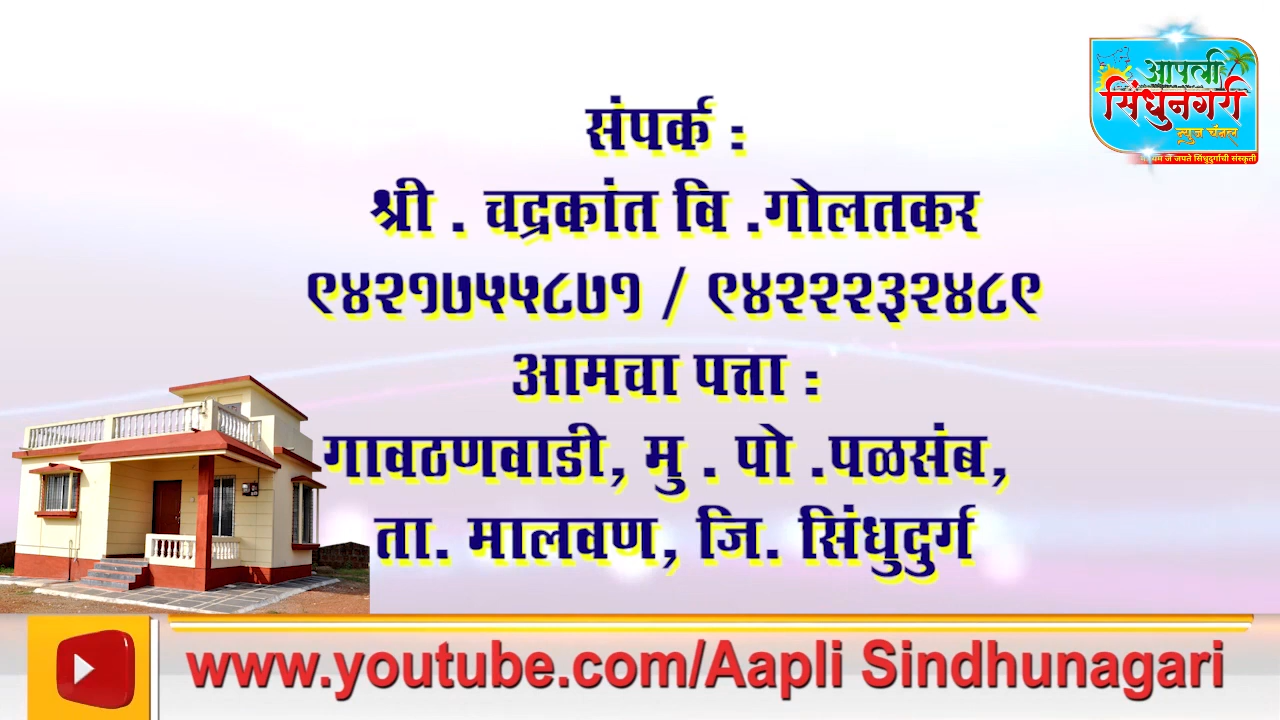 आपली
सिंधुनगरी
न्युज चॅनल
जे जपते सिंधुदुर्गाची संस्कृती
संपर्क :
श्री . चद्रकांत वि .गोलतकर
९४२१७५५८७१ / ९४२२२३२४८९
आमचा पत्ता :
गावठणवाडी, मु . पो .पळसंब,
ता. मालवण, जि. सिंधुदुर्ग
www.youtube.com/Aapli Sindhunagari